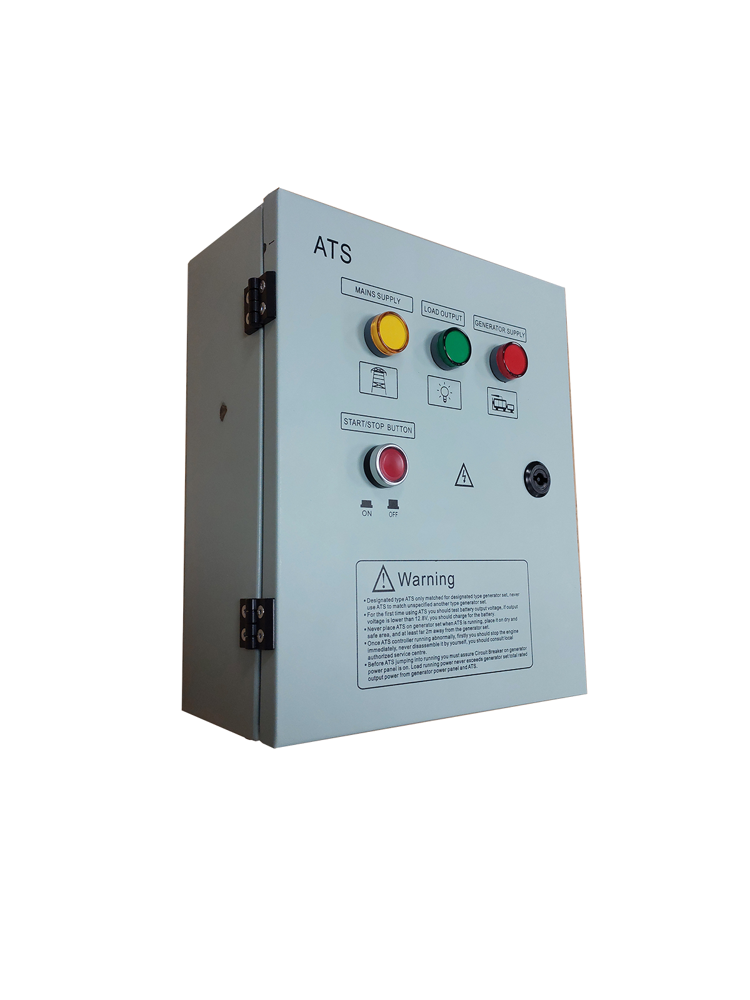 ATS
MAINS SUPPLY
LOAD OUTPUT
GENERATOR SUPPLY
START/STOP BUTTON
ON
OFF
Warning
• Designated type ATS only matched for designated type generator set, never
use ATS to match unspecified another type generator set.
• For the first time using ATS you should test battery output voltage, if output
voltage is lower than 12.8V, you should charge for the battery.
• Never place ATS on generator set when ATS is running, place it on dry and
safe area, and at least far 2m away from the generator set.
• Once ATS controller running abnormally, firstly you should stop the engine
immediately, never disassemble it by yourself, you should consult local
authorized service centre.
• Before ATS jumping into running you must assure Circuit Breaker on generator
power panel is on. Load running power never exceeds generator set total rated
output power from generator power panel and ATS.